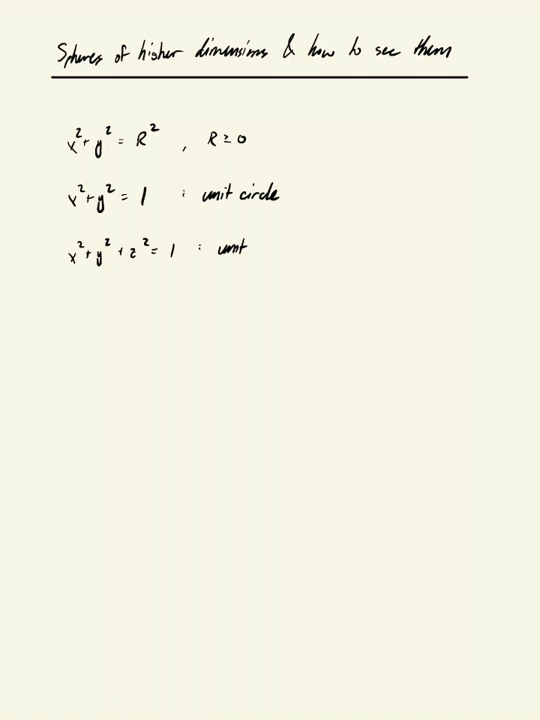 Spheres of higher dimensions & how to see them
x² + y² = R² , R ≥ 0
x² + y² = 1 : unit circle
x² + y² + z² = 1 : unit